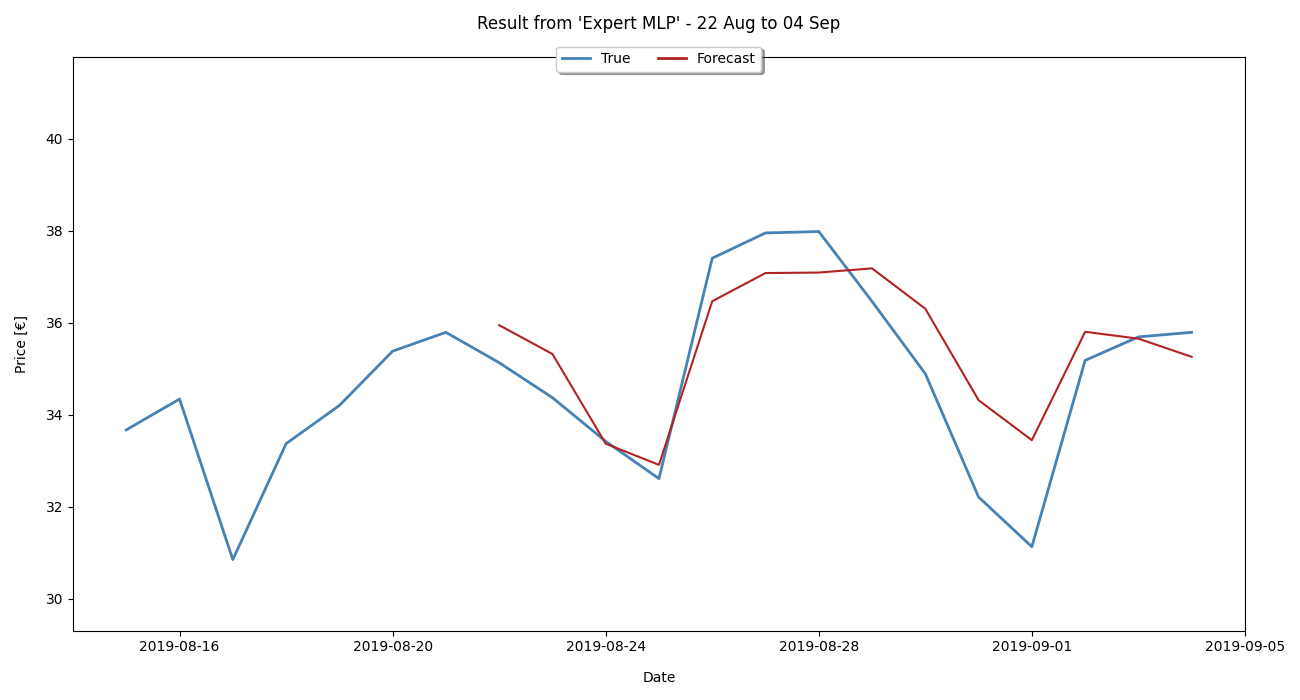 Result from 'Expert MLP' - 22 Aug to 04 Sep
True Forecast
Price [€]
40
38
36
34
32
30
2019-08-16 2019-08-20 2019-08-24 2019-08-28 2019-09-01 2019-09-05
Date